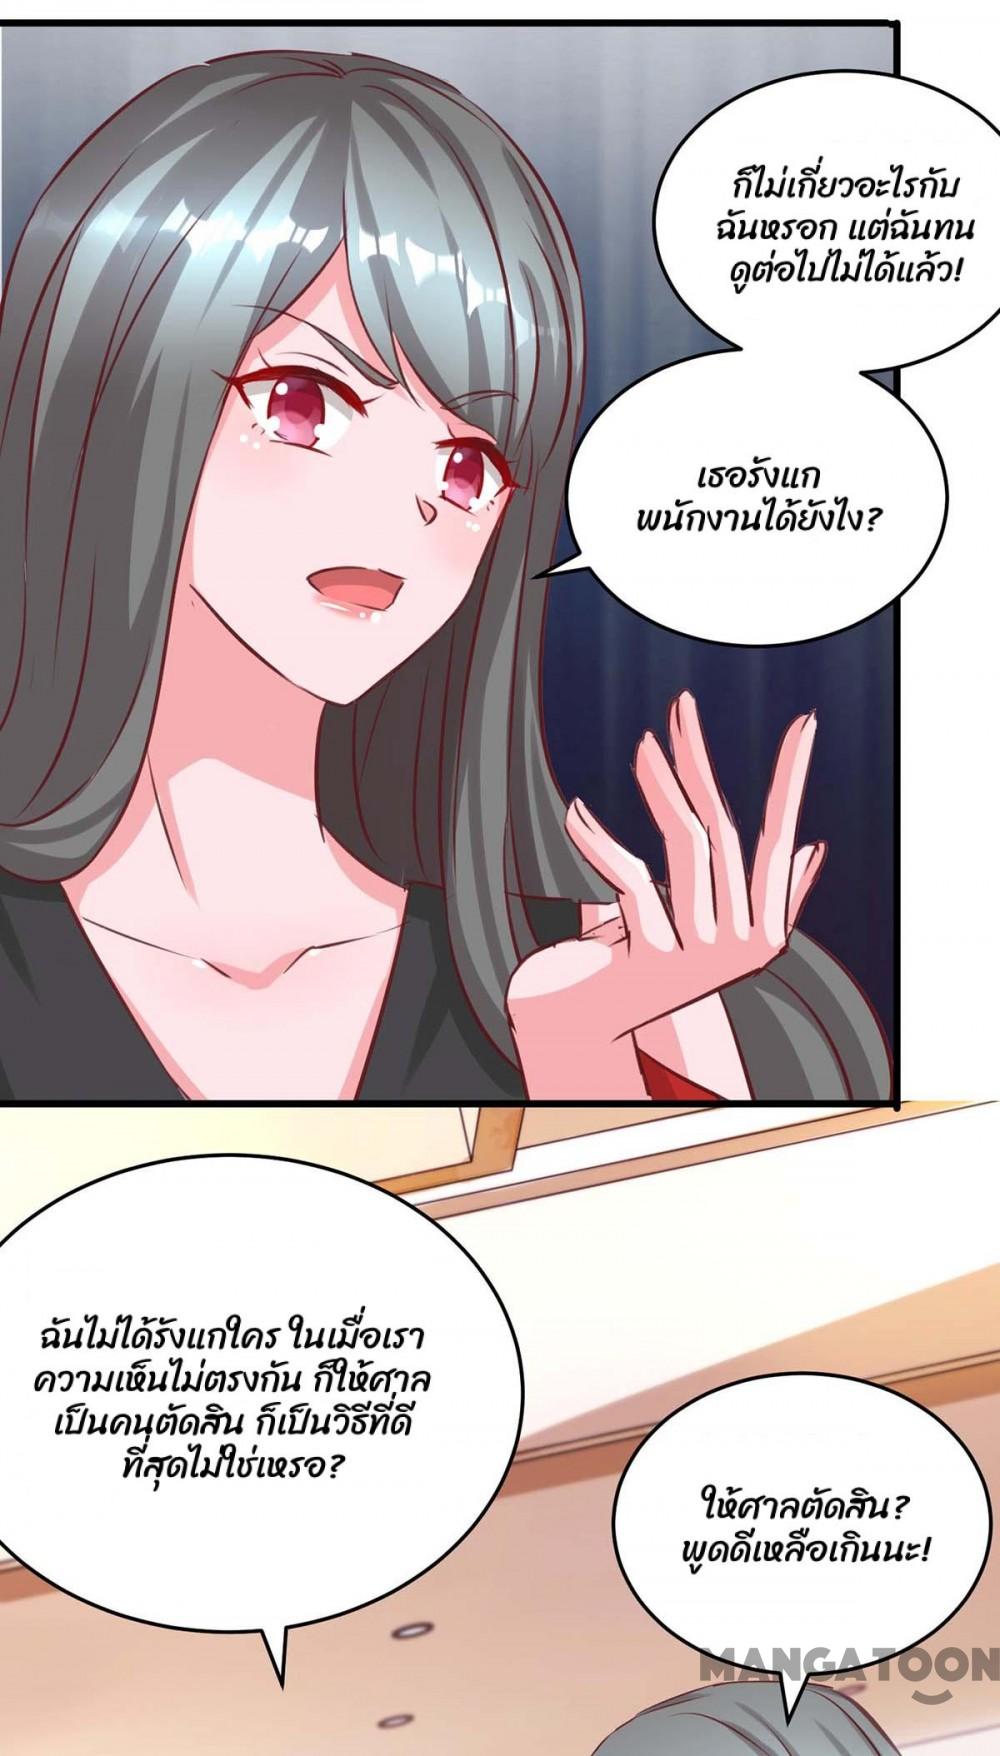 ก็ไม่เกี่ยวอะไรกับ
ฉันหรอก แต่ฉันทน
ดูต่อไปไม่ได้แล้ว!
เธอรังแก
พนักงานได้ยังไง?
ฉันไม่ได้รังแกใคร ในเมื่อเรา
ความเห็นไม่ตรงกัน ก็ให้ศาล
เป็นคนตัดสิน ก็เป็นวิธีที่ดี
ที่สุดไม่ใช่เหรอ?
ให้ศาลตัดสิน?
พูดดีเหลือเกินนะ!
MANGATOON